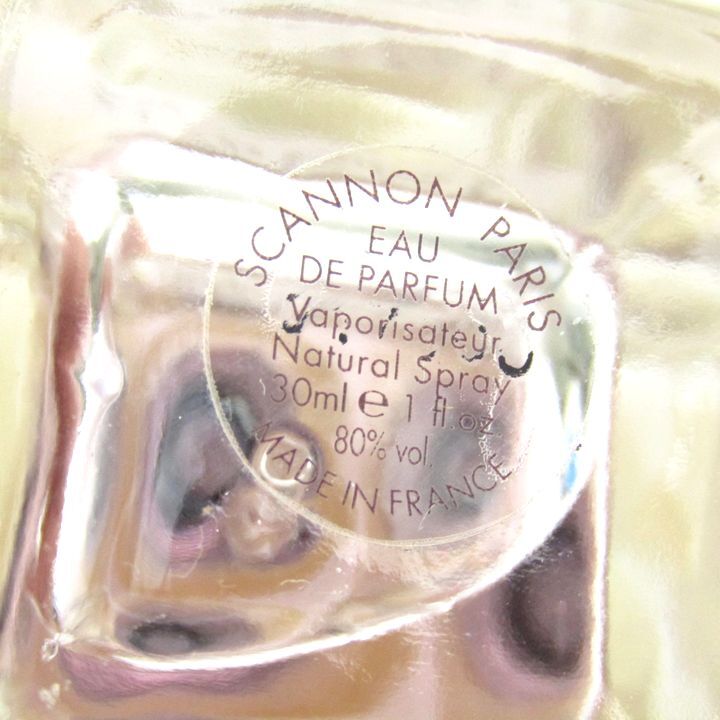 SCANNON PARIS
EAU
DE PARFUM
Vaporisateur
Natural Spray
30ml e 1 fl.oz.
80% vol.
MADE IN FRANCE